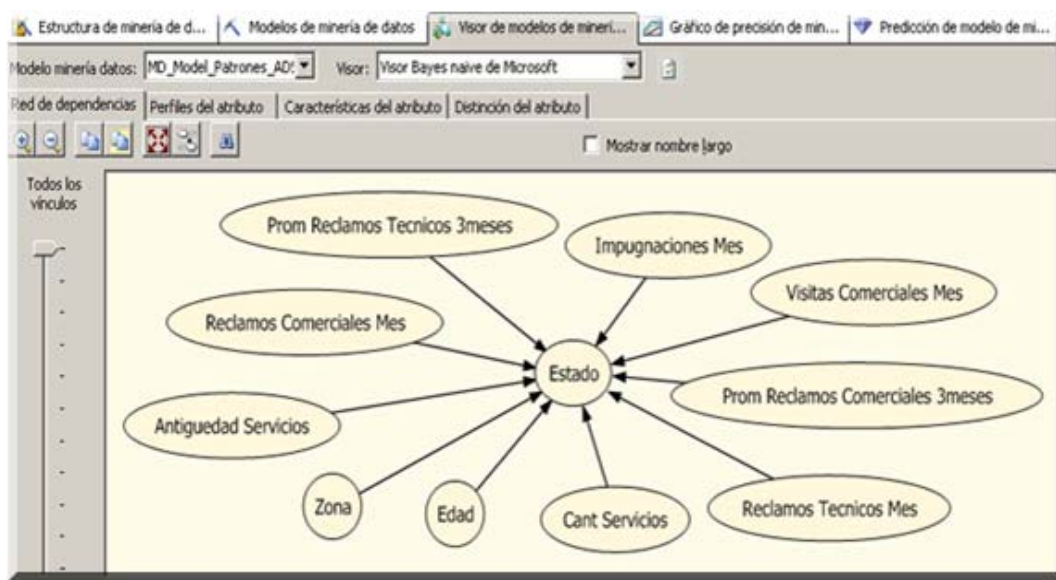 Estructura de minería de d... Modelos de minería de datos Visor de modelos de minerí... Gráfico de precisión de min... Predicción de modelo de mi...
Modelo minería datos: MD_Model_Patrones_ADS Visor: Visor Bayes naive de Microsoft
Red de dependencias Perfiles del atributo Características del atributo Distinción del atributo
Mostrar nombre largo
Todos los
vínculos
Prom Reclamos Tecnicos 3meses
Impugnaciones Mes
Visitas Comerciales Mes
Reclamos Comerciales Mes
Estado
Prom Reclamos Comerciales 3meses
Antiguedad Servicios
Zona
Edad
Cant Servicios
Reclamos Tecnicos Mes